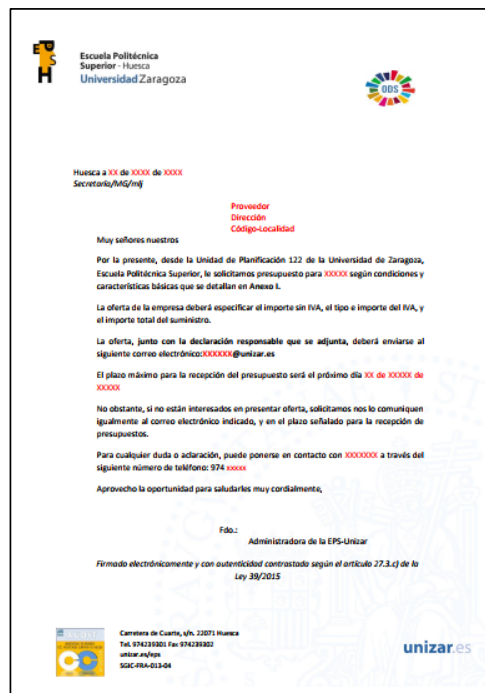 Escuela Politécnica
Superior - Huesca
Universidad Zaragoza
ODS
Huesca a XX de XXXX de XXXX
Secretaría/MG/mlj
Proveedor
Dirección
Código-Localidad
Muy señores nuestros
Por la presente, desde la Unidad de Planificación 122 de la Universidad de Zaragoza,
Escuela Politécnica Superior, le solicitamos presupuesto para XXXXX según condiciones y
características básicas que se detallan en Anexo I.
La oferta de la empresa deberá especificar el importe sin IVA, el tipo e importe del IVA, y
el importe total del suministro.
La oferta, junto con la declaración responsable que se adjunta, deberá enviarse al
siguiente correo electrónico:XXXXXX@unizar.es
El plazo máximo para la recepción del presupuesto será el próximo día XX de XXXXX de
XXXXX
No obstante, si no están interesados en presentar oferta, solicitamos nos lo comuniquen
igualmente al correo electrónico indicado, y en el plazo señalado para la recepción de
presupuestos.
Para cualquier duda o aclaración, puede ponerse en contacto con XXXXXXX a través del
siguiente número de teléfono: 974 xxxxx
Aprovecho la oportunidad para saludarles muy cordialmente,
Fdo.:
Administradora de la EPS-Unizar
Firmado electrónicamente y con autenticidad contrastada según el artículo 27.3.c) de la
Ley 39/2015
Carretera de Cuarte, s/n. 22071 Huesca
Tel. 974239301 Fax 974239302
unizar.es/eps
SGIC-FRA-013-04
unizar.es